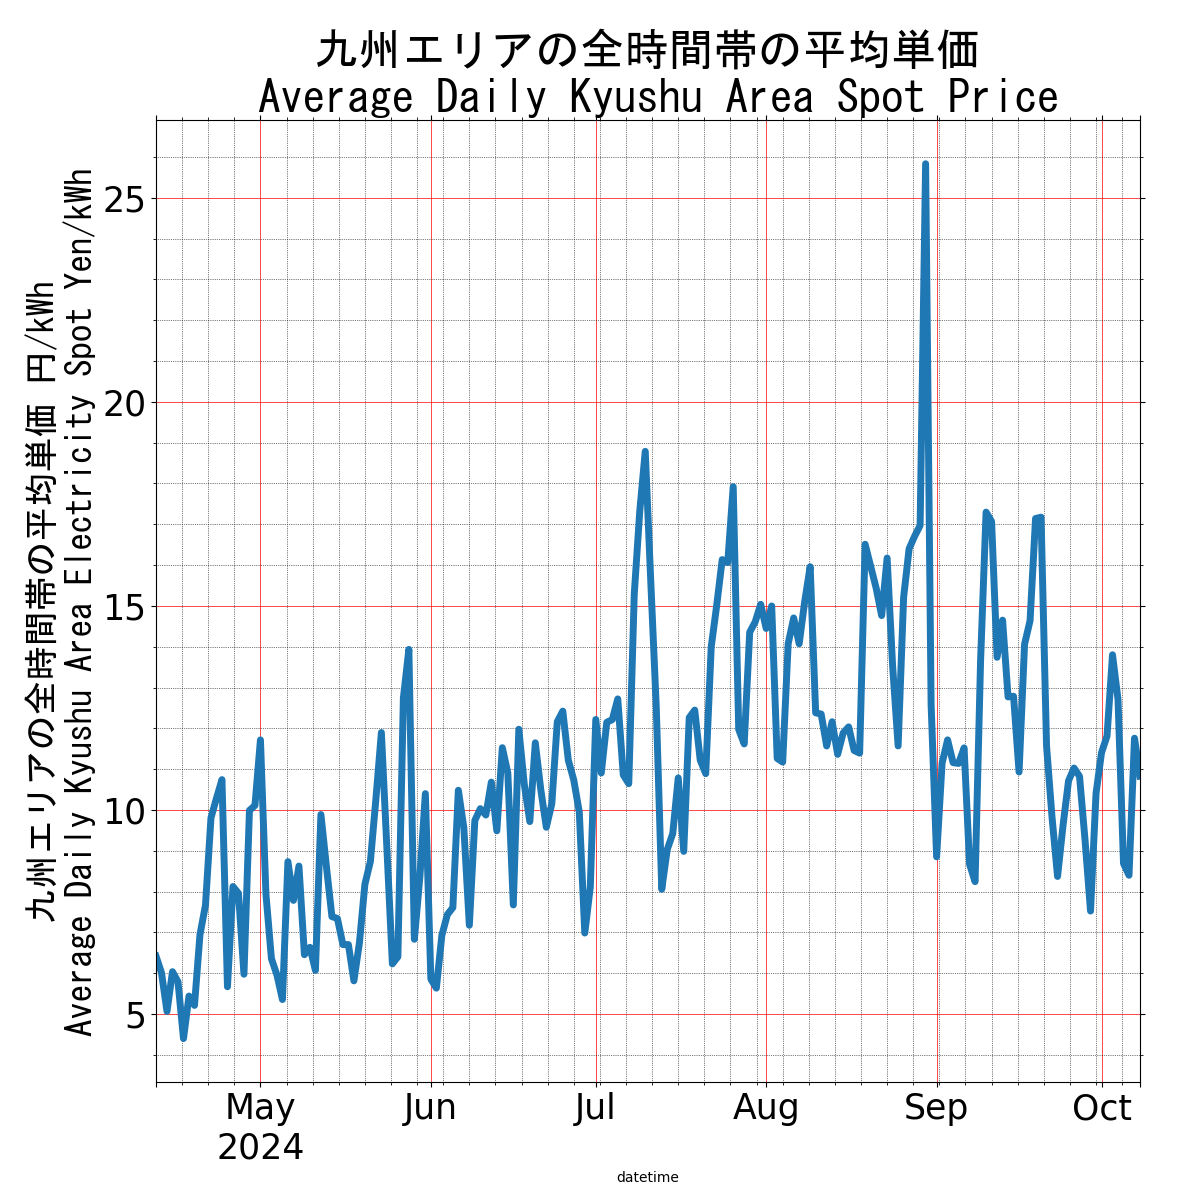 九州エリアの全時間帯の平均単価
Average Daily Kyushu Area Spot Price
九州エリアの全時間帯の平均単価 円/kWh
Average Daily Kyushu Area Electricity Spot Yen/kWh
25
20
15
10
5
May
2024
Jun
Jul
Aug
Sep
Oct
datetime